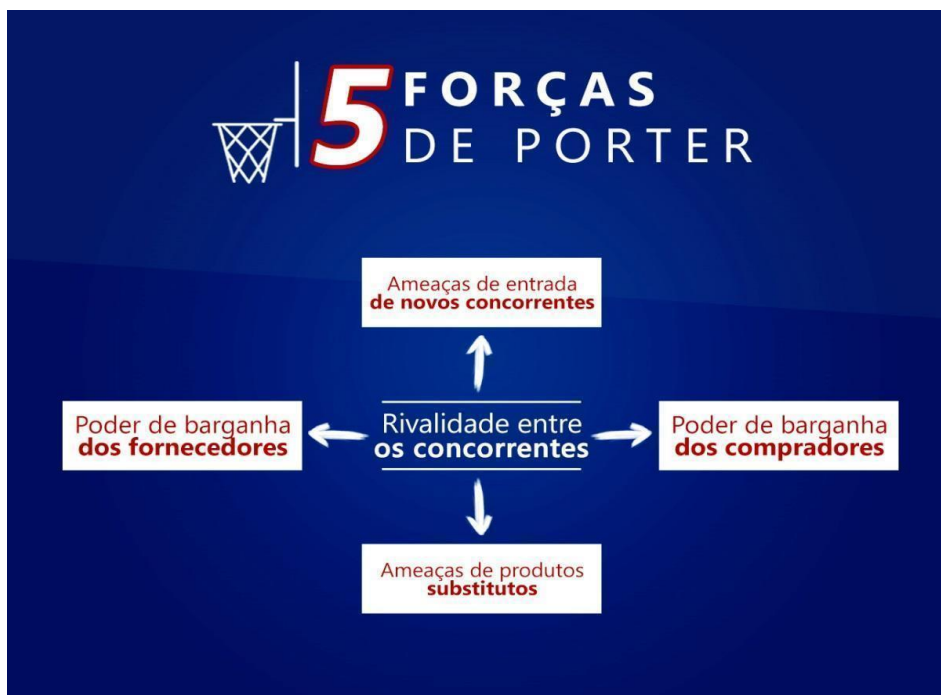 5 FORÇAS
DE PORTER
Ameaças de entrada
de novos concorrentes
Poder de barganha
dos fornecedores
Rivalidade entre
os concorrentes
Poder de barganha
dos compradores
Ameaças de produtos
substitutos